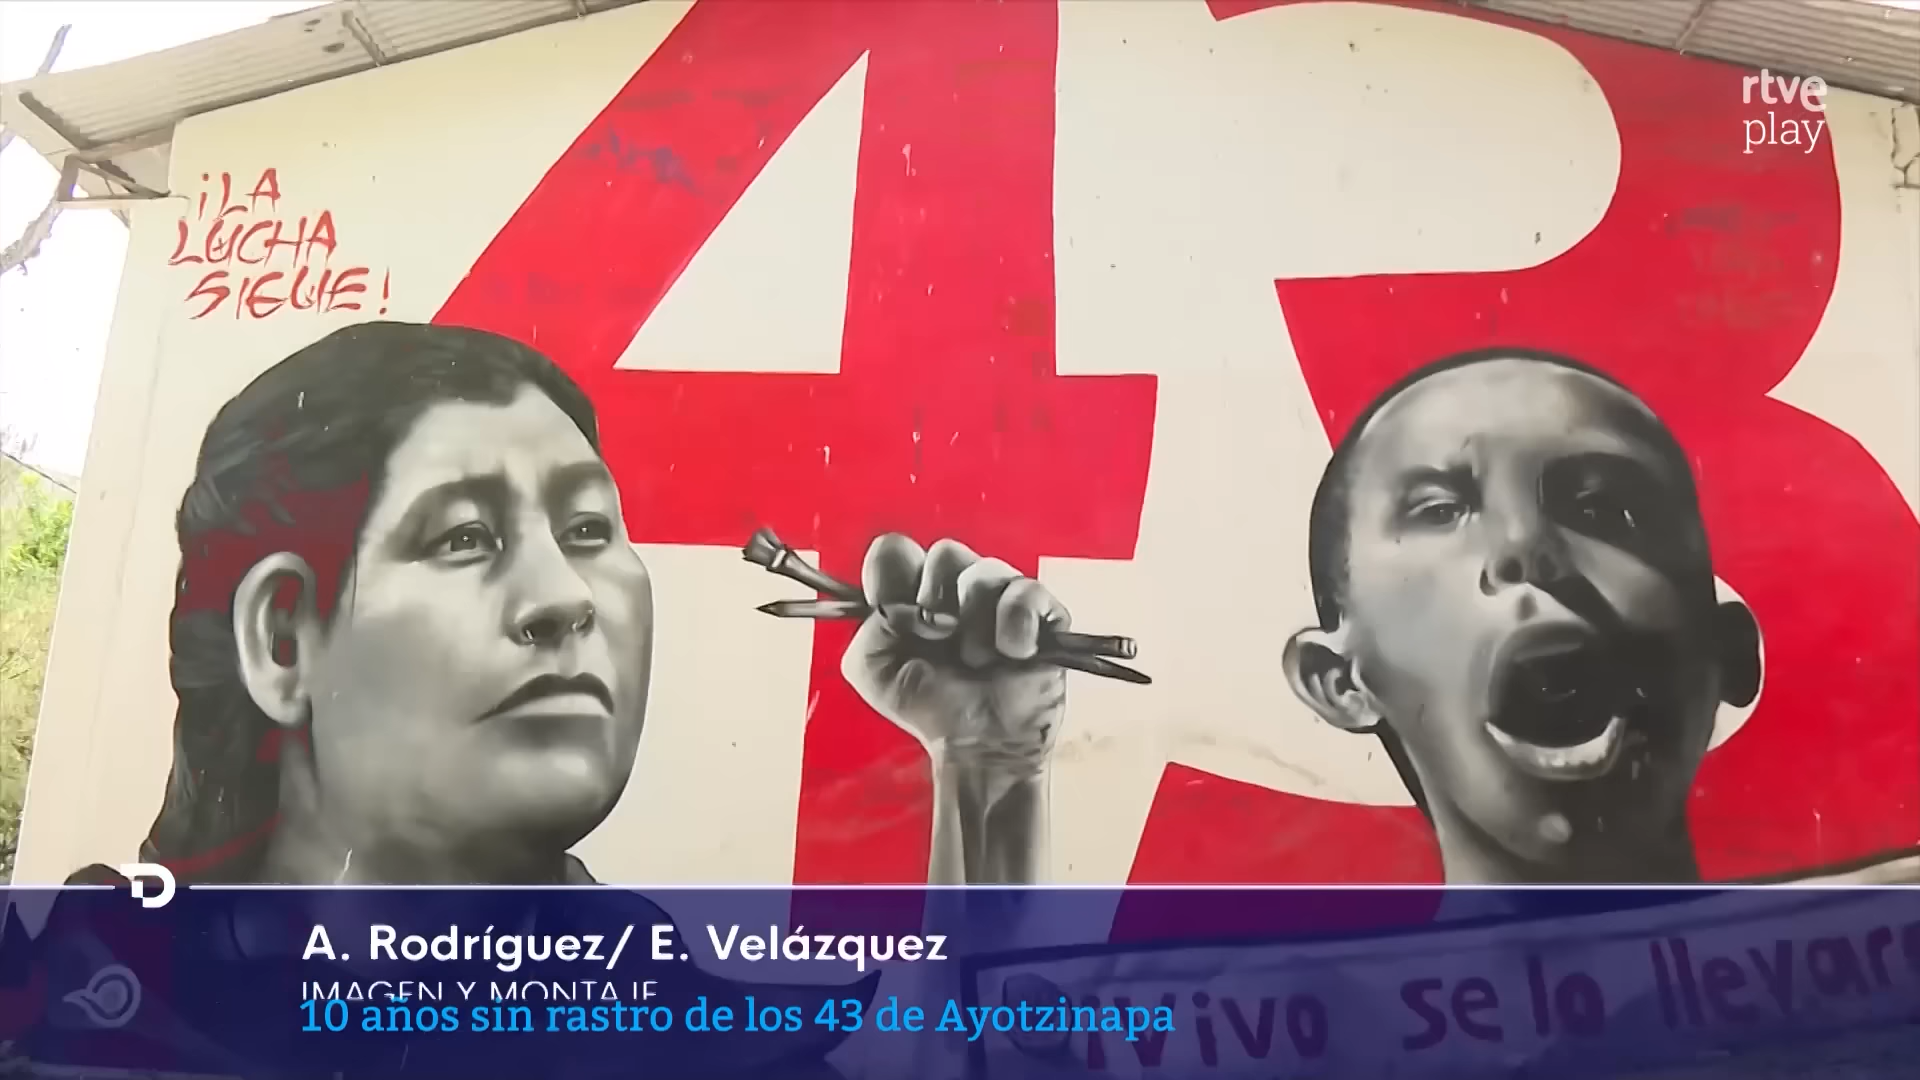 rtve
play
¡LA
LUCHA
SIGUE!
43
A. Rodríguez/ E. Velázquez
IMAGEN Y MONTAJE
10 años sin rastro de los 43 de Ayotzinapa
Vivo se lo llevar